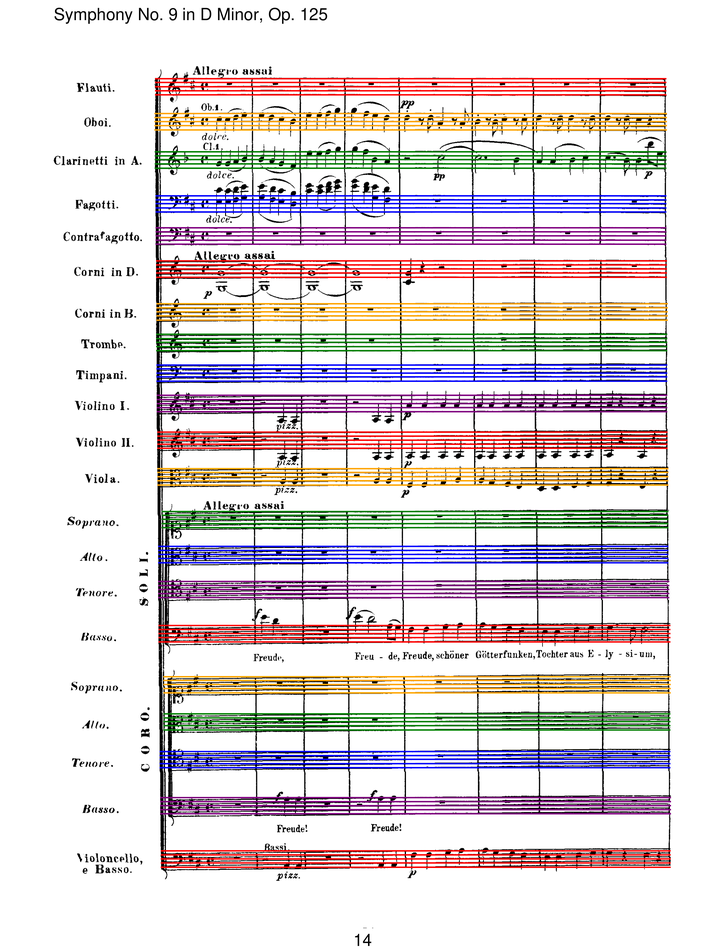 Symphony No. 9 in D Minor, Op. 125
Allegro assai
Flauti.
pp
Ob.1.
Oboi.
dolce.
Cl.1.
Clarinetti in A.
dolce.
pp
p
Fagotti.
dolce.
Contrafagotto.
Allegro assai
Corni in D.
p
Corni in B.
Trombe.
Timpani.
Violino I.
p
pizz.
Violino II.
pizz.
p
Viola.
pizz.
p
Allegro assai
Soprano.
Alto.
SOLI.
Tenore.
f
f
Basso.
Freude,
Freu - de, Freude, schöner Götterfunken, Tochter aus E - ly - si - um,
Soprano.
Alto.
CORO.
Tenore.
f
f
Basso.
Freude!
Freude!
Bassi
Violoncello,
e Basso.
pizz.
p
14